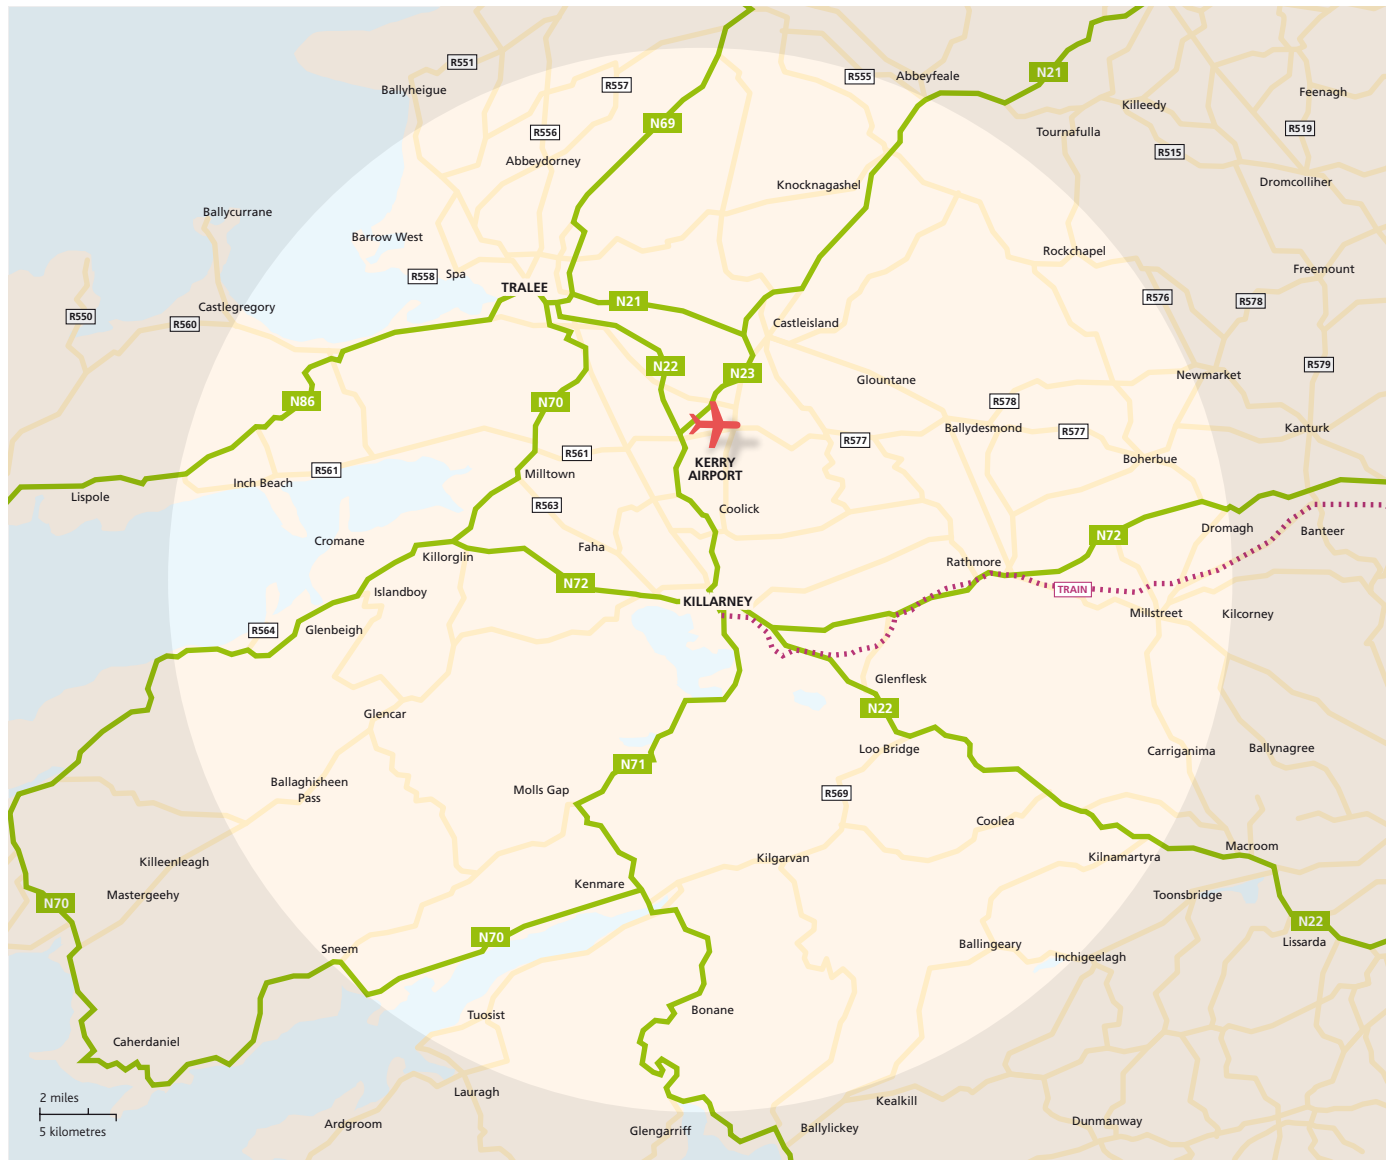 R551
R555
Abbeyfeale
N21
R557
Ballyheigue
Feenagh
Killeedy
N69
R519
R556
Tournafulla
R515
Abbeydorney
Knocknagashel
Dromcolliher
Ballycurrane
Barrow West
Rockchapel
Freemount
R558
Spa
TRALEE
R576
R578
N21
Castlegregory
R550
R560
Castleisland
N22
N23
R579
Newmarket
Glountane
N86
N70
R578
Ballydesmond
R577
R577
Kanturk
R561
Boherbue
KERRY
AIRPORT
R561
Milltown
Inch Beach
Lispole
R563
Coolick
Dromagh
Banteer
N72
Cromane
Faha
Killorglin
Rathmore
N72
TRAIN
Islandboy
KILLARNEY
Millstreet
Kilcorney
R564
Glenbeigh
Glenflesk
N22
Glencar
Loo Bridge
Carriganima
Ballynagree
N71
Ballaghisheen
Pass
Molls Gap
R569
Coolea
Macroom
Kilgarvan
Kilnamartyra
Killeenleagh
Kenmare
Mastergeehy
Toonsbridge
N70
N22
N70
Lissarda
Sneem
Ballingeary
Inchigeelagh
Tuosist
Bonane
Caherdaniel
Lauragh
2 miles
5 kilometres
Kealkill
Ardgroom
Glengarriff
Ballylickey
Dunmanway